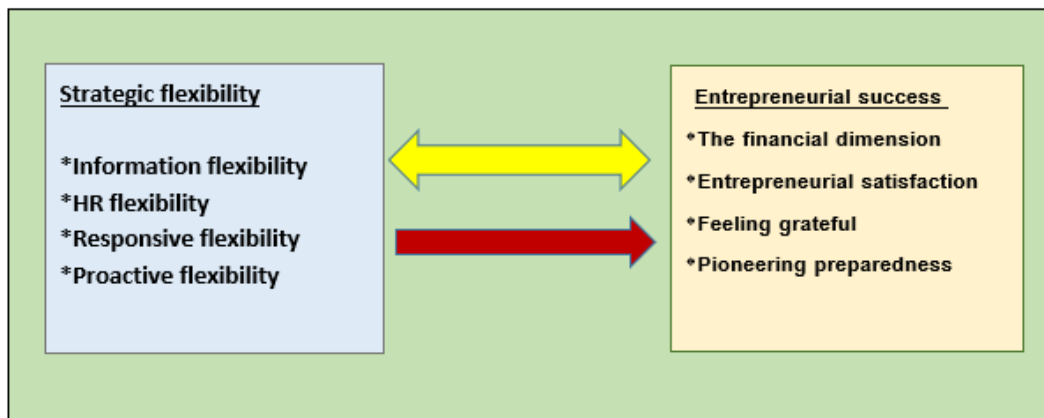 Strategic flexibility
*Information flexibility
*HR flexibility
*Responsive flexibility
*Proactive flexibility
Entrepreneurial success
*The financial dimension
*Entrepreneurial satisfaction
*Feeling grateful
*Pioneering preparedness